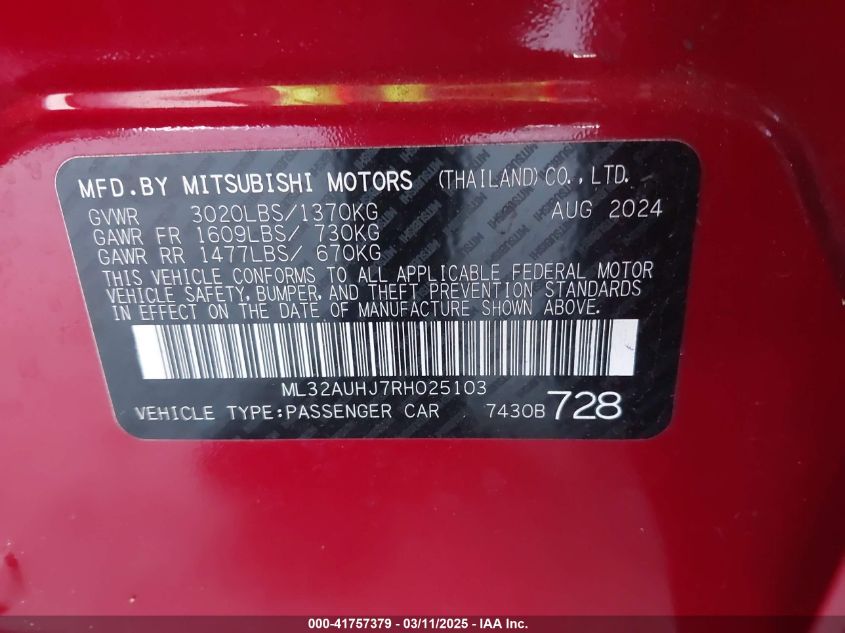 MFD.BY MITSUBISHI MOTORS (THAILAND) CO., LTD.
GVWR 3020LBS/1370KG AUG 2024
GAWR FR 1609LBS/ 730KG
GAWR RR 1477LBS/ 670KG
THIS VEHICLE CONFORMS TO ALL APPLICABLE FEDERAL MOTOR
VEHICLE SAFETY, BUMPER, AND THEFT PREVENTION STANDARDS
IN EFFECT ON THE DATE OF MANUFACTURE SHOWN ABOVE.
ML32AUHJ7RH025103
VEHICLE TYPE:PASSENGER CAR 7430B 728
000-41757379 - 03/11/2025 - IAA Inc.